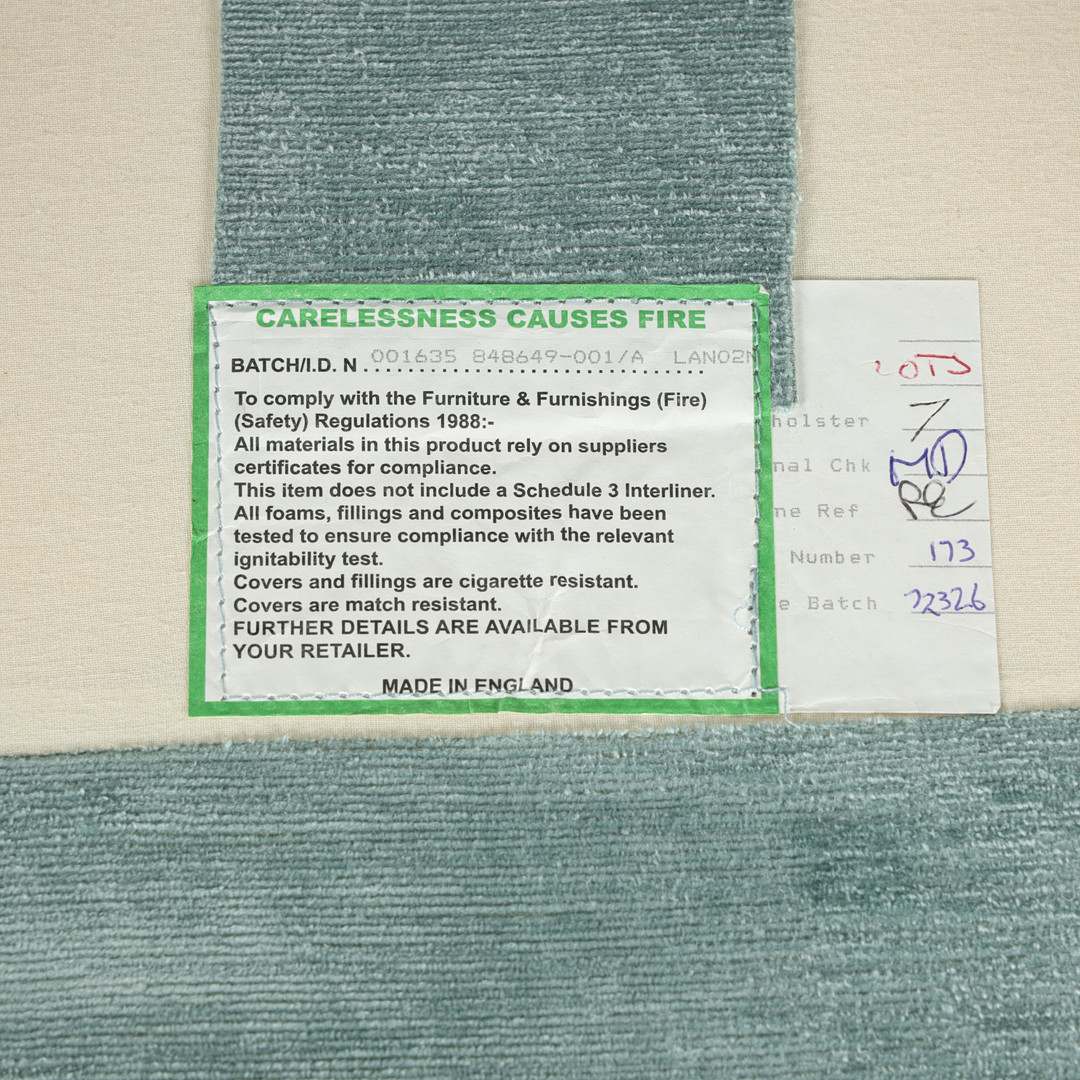 CARELESSNESS CAUSES FIRE
BATCH/I.D. N 001635 848649-001/A LAN02N
To comply with the Furniture & Furnishings (Fire)
(Safety) Regulations 1988:-
All materials in this product rely on suppliers
certificates for compliance.
This item does not include a Schedule 3 Interliner.
All foams, fillings and composites have been
tested to ensure compliance with the relevant
ignitability test.
Covers and fillings are cigarette resistant.
Covers are match resistant.
FURTHER DETAILS ARE AVAILABLE FROM
YOUR RETAILER.
MADE IN ENGLAND
holster 7
nal Chk MD
ne Ref
Number 173
e Batch 72326